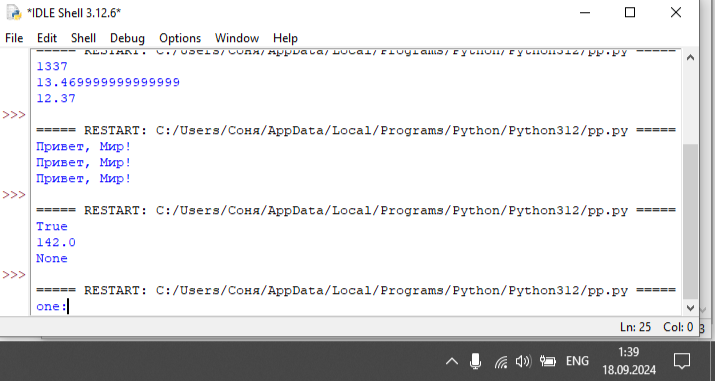 *IDLE Shell 3.12.6*
File Edit Shell Debug Options Window Help
===== RESTART: C:/Users/Соня/AppData/Local/Programs/Python/Python312/pp.py =====
1337
13.469999999999999
12.37
>>>
===== RESTART: C:/Users/Соня/AppData/Local/Programs/Python/Python312/pp.py =====
Привет, Мир!
Привет, Мир!
Привет, Мир!
>>>
===== RESTART: C:/Users/Соня/AppData/Local/Programs/Python/Python312/pp.py =====
True
142.0
None
>>>
===== RESTART: C:/Users/Соня/AppData/Local/Programs/Python/Python312/pp.py =====
one:
Ln: 25 Col: 0
3
ENG
1:39
18.09.2024